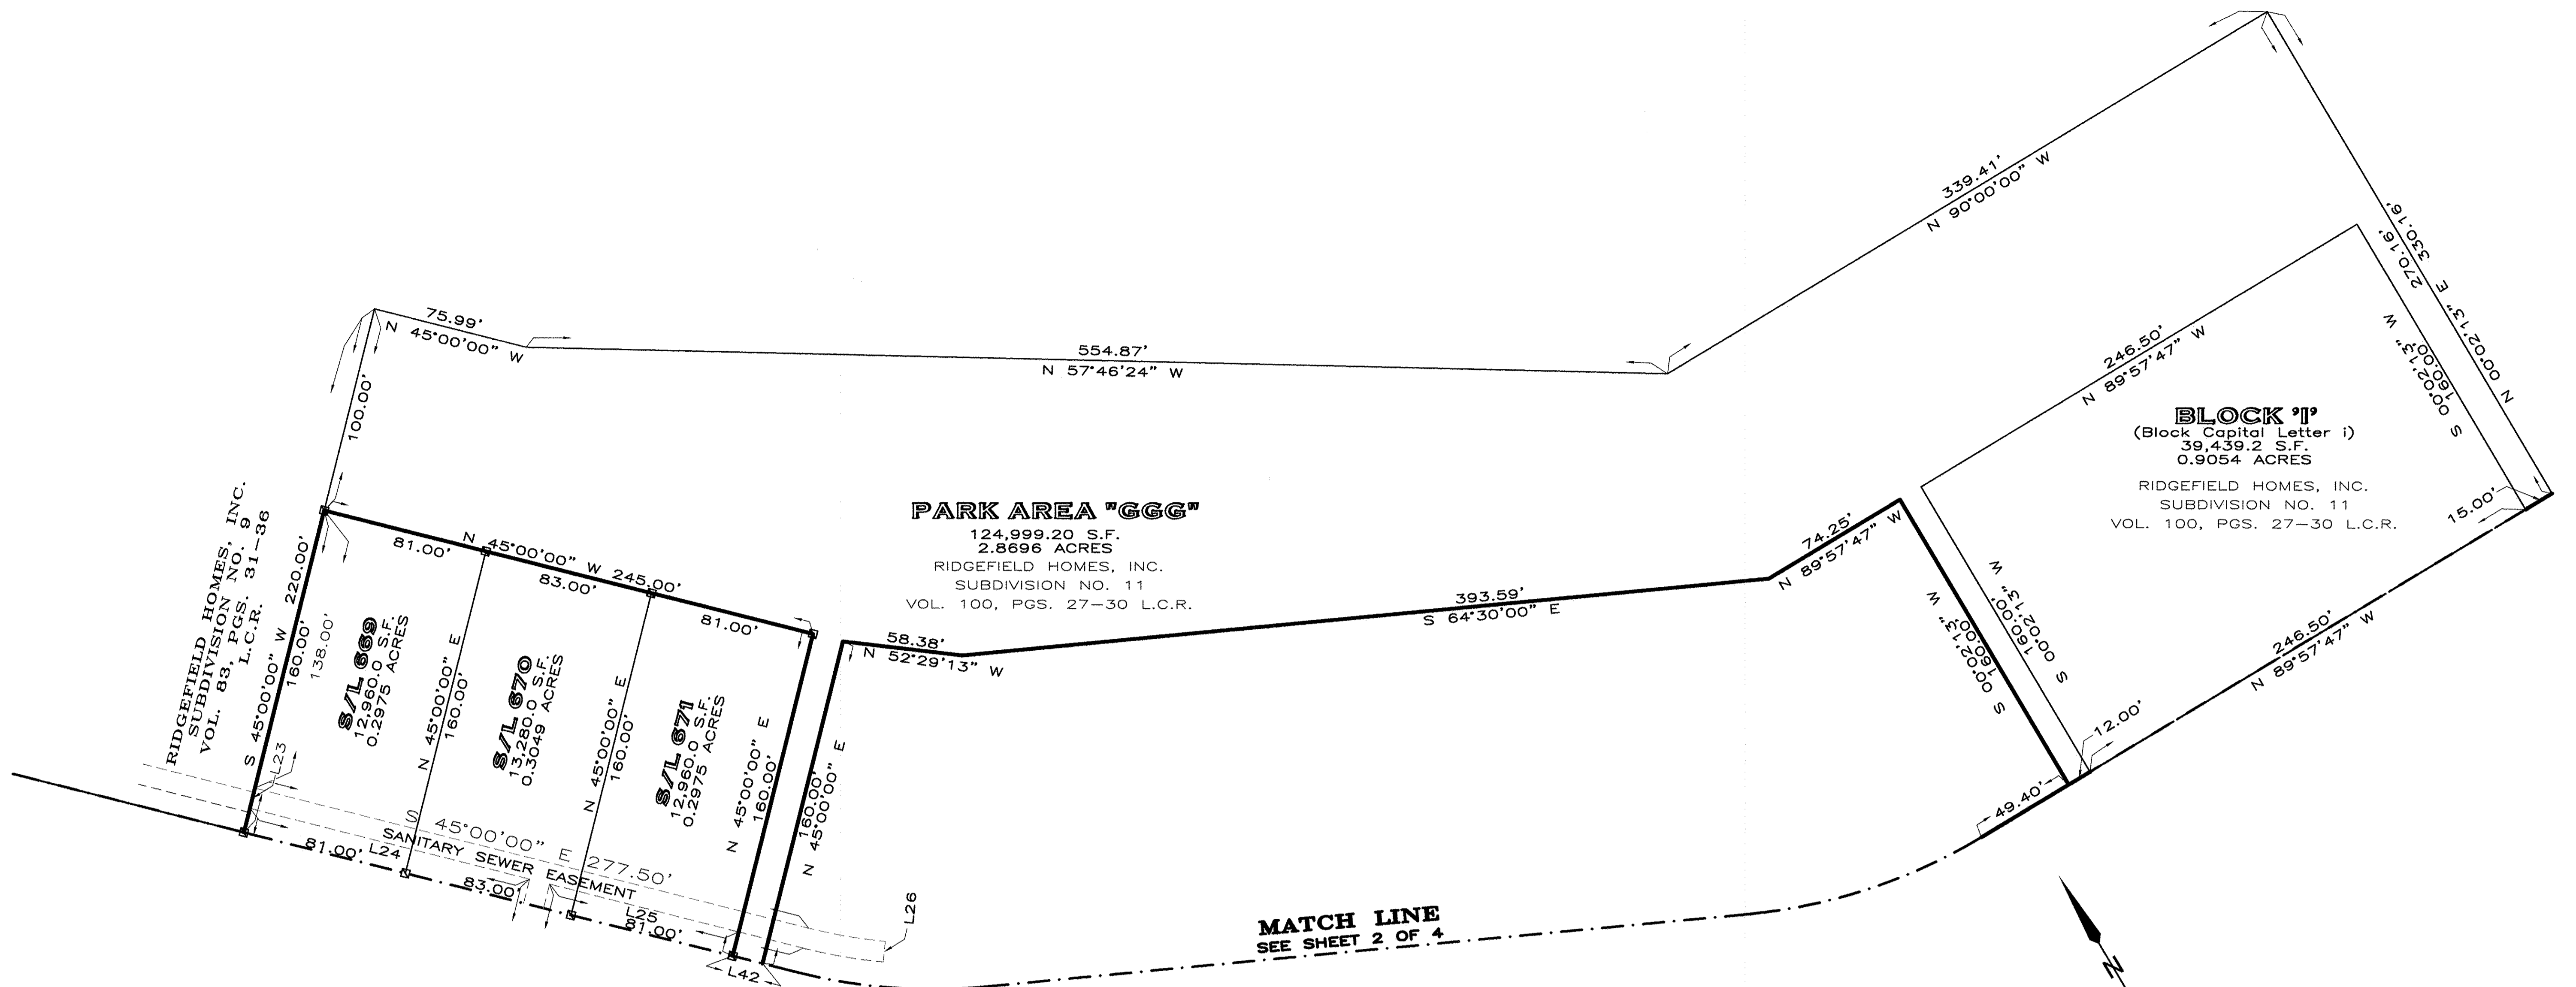 339.41'
N 90°00'00" W
330.16'
N 00°02'13" E
270.16'
S 00°02'13" W
160.00'
75.99'
N 45°00'00" W
554.87'
N 57°46'24" W
100.00'
246.50'
N 89°57'47" W
BLOCK 'I'
(Block Capital Letter i)
39,439.2 S.F.
0.9054 ACRES
RIDGEFIELD HOMES, INC.
SUBDIVISION NO. 11
VOL. 100, PGS. 27-30 L.C.R.
15.00'
PARK AREA "GGG"
124,999.20 S.F.
2.8696 ACRES
RIDGEFIELD HOMES, INC.
SUBDIVISION NO. 11
VOL. 100, PGS. 27-30 L.C.R.
RIDGEFIELD HOMES, INC.
SUBDIVISION NO. 9
VOL. 83, PGS. 31-36
L.C.R.
S 45°00'00" W 220.00'
160.00'
138.00'
L23
81.00'
N 45°00'00" W 245.00'
83.00'
81.00'
S/L 669
12,960.0 S.F.
0.2975 ACRES
N 45°00'00" E
160.00'
S/L 670
13,280.0 S.F.
0.3049 ACRES
N 45°00'00" E
160.00'
S/L 671
12,960.0 S.F.
0.2975 ACRES
N 45°00'00" E
160.00'
160.00'
N 45°00'00" E
58.38'
N 52°29'13" W
393.59'
S 64°30'00" E
74.25'
N 89°57'47" W
S 00°02'13" W
160.00'
S 00°02'13" W
160.00'
246.50'
N 89°57'47" W
12.00'
49.40'
S 45°00'00" E 277.50'
SANITARY SEWER EASEMENT
81.00'
L24
83.00'
L25
81.00'
L26
L42
MATCH LINE
SEE SHEET 2 OF 4
N